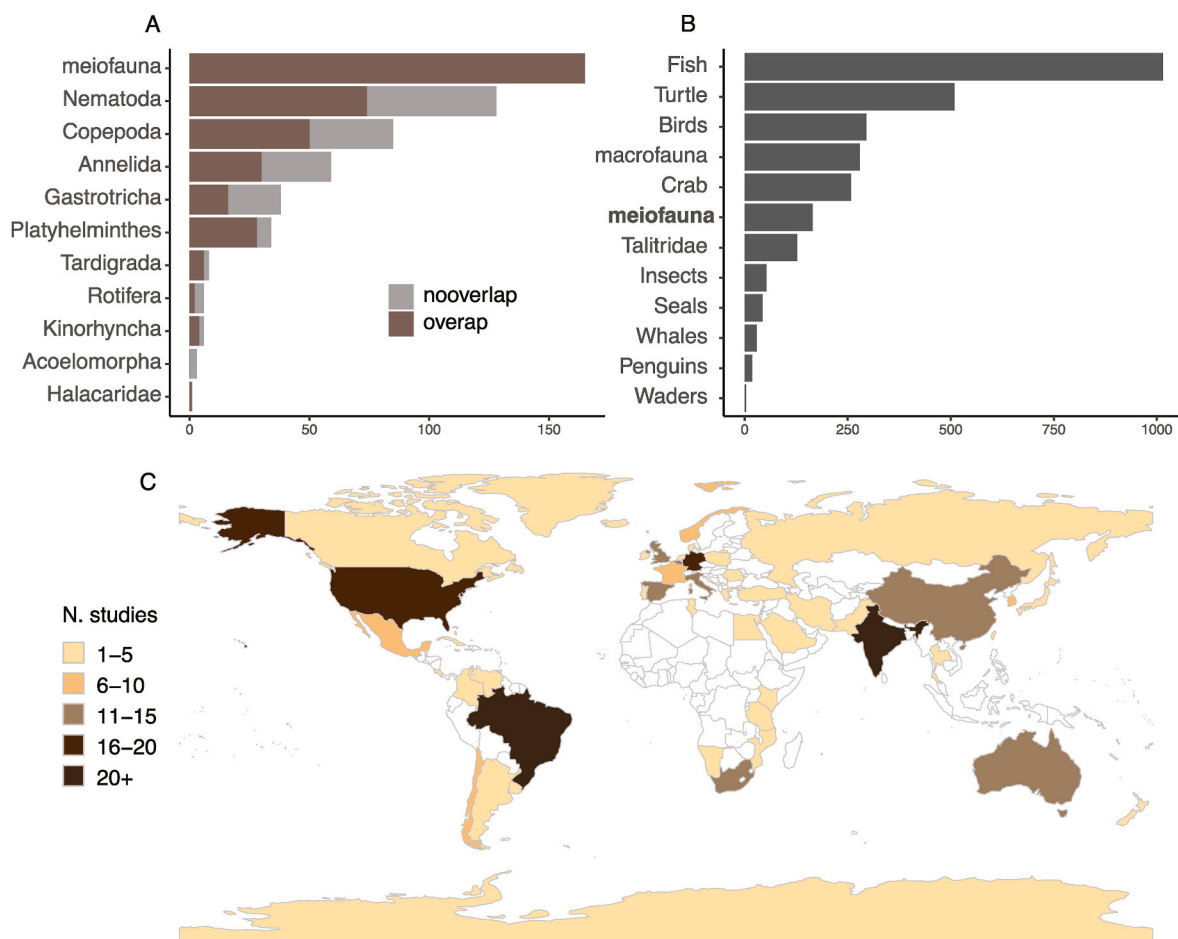 A
meiofauna
Nematoda
Copepoda
Annelida
Gastrotricha
Platyhelminthes
Tardigrada
Rotifera
Kinorhyncha
Acoelomorpha
Halacaridae
nooverlap
overap
0 50 100 150
B
Fish
Turtle
Birds
macrofauna
Crab
meiofauna
Talitridae
Insects
Seals
Whales
Penguins
Waders
0 250 500 750 1000
C
N. studies
1–5
6–10
11–15
16–20
20+